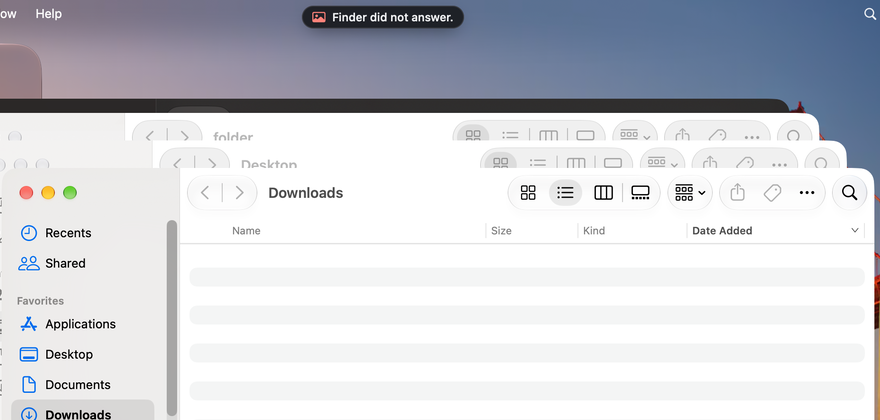 ow Help
Finder did not answer.
folder
Desktop
Downloads
Name Size Kind Date Added
Recents
Shared
Favorites
Applications
Desktop
Documents
Downloads